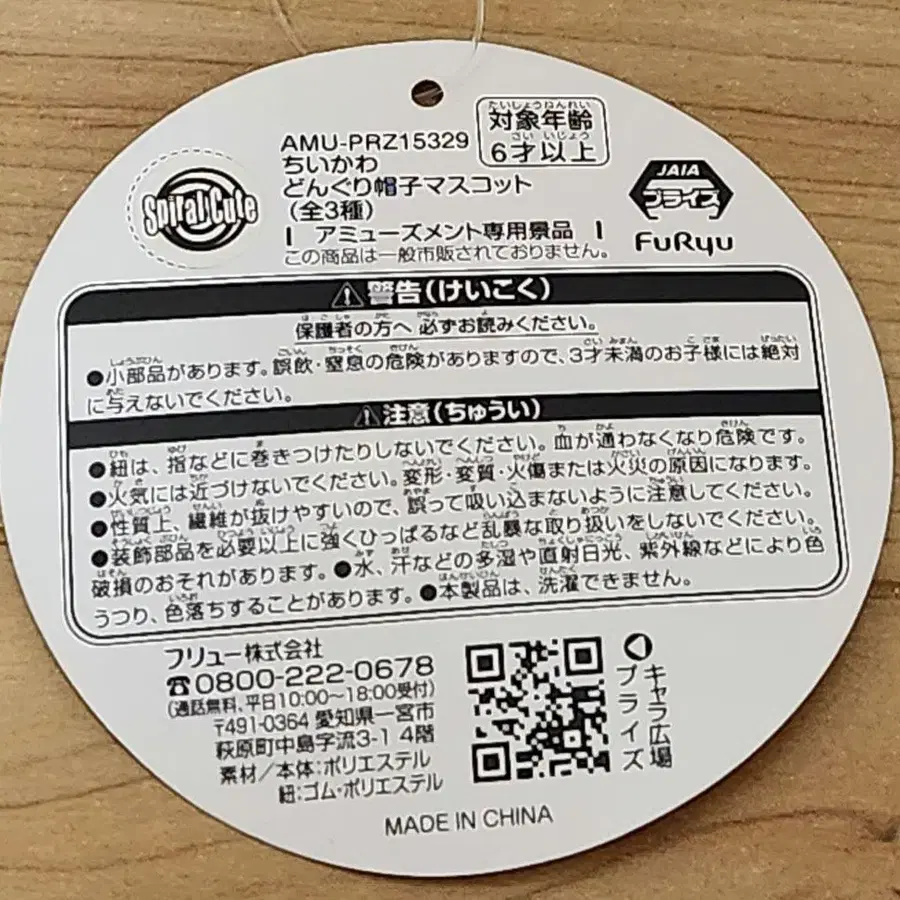 対象年齢
6才以上
AMU-PRZ15329
ちいかわ
どんぐり帽子マスコット
(全3種)
アミューズメント専用景品
この商品は一般市販されておりません。
Spiral Cute
JAIA
プライズ
FuRyu
警告(けいこく)
保護者の方へ 必ずお読みください。
●小部品があります。誤飲・窒息の危険がありますので、3才未満のお子様には絶対
に与えないでください。
注意(ちゅうい)
●紐は、指などに巻きつけたりしないでください。血が通わなくなり危険です。
●火気には近づけないでください。変形・変質・火傷または火災の原因になります。
●性質上、繊維が抜けやすいので、誤って吸い込まないように注意してください。
●装飾部品を必要以上に強くひっぱるなど乱暴な取り扱いをしないでください。
破損のおそれがあります。●水、汗などの多湿や直射日光、紫外線などにより色
うつり、色落ちすることがあります。●本製品は、洗濯できません。
フリュー株式会社
☎0800-222-0678
(通話無料、平日10:00〜18:00受付)
〒491-0364 愛知県一宮市
萩原町中島字流3-1 4階
素材/本体:ポリエステル
紐:ゴム・ポリエステル
キャラ広場
プライズ
MADE IN CHINA